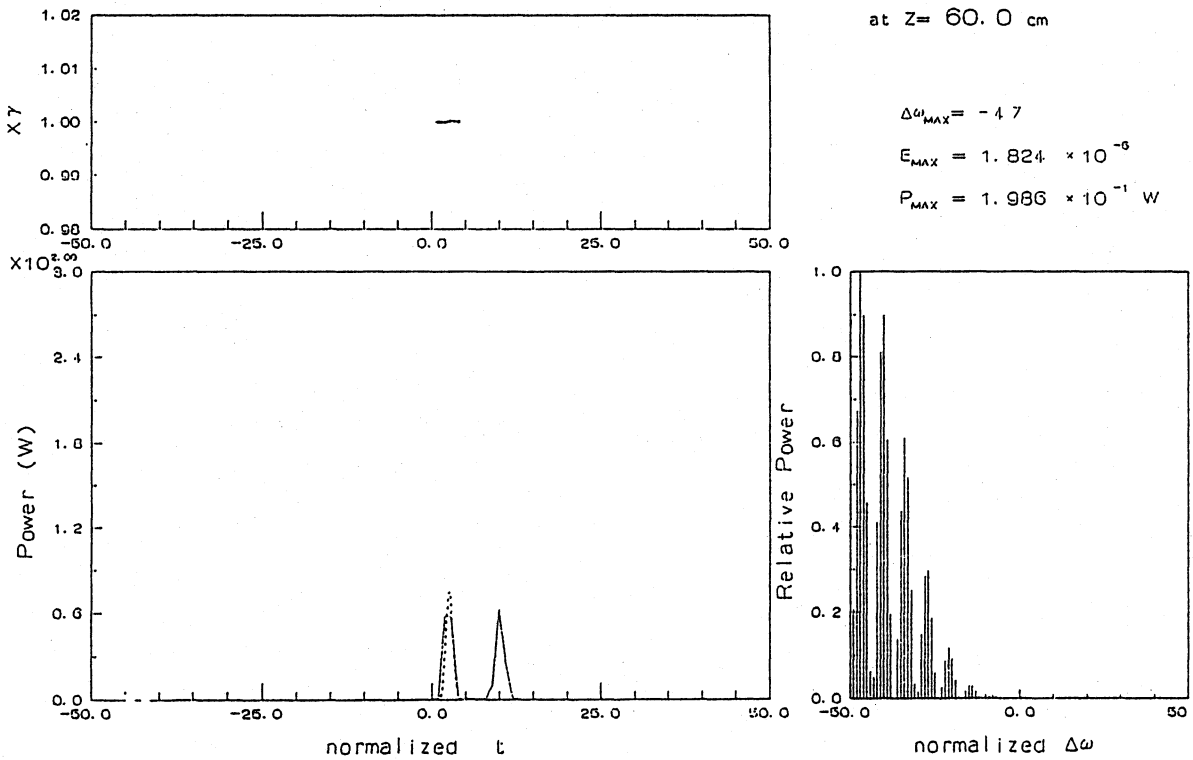 at Z= 60.0 cm
Δω_MAX = -47
E_MAX = 1.824 ×10^-6
P_MAX = 1.986 ×10^-1 W
Xγ
1.02
1.01
1.00
0.99
0.98
-50.0 -25.0 0.0 25.0 50.0
Power (W)
3.0
2.4
1.8
1.2
0.6
0.0
-50.0 -25.0 0.0 25.0 50.0
normalized t
Relative Power
1.0
0.8
0.6
0.4
0.2
0.0
-50.0 0.0 50
normalized Δω